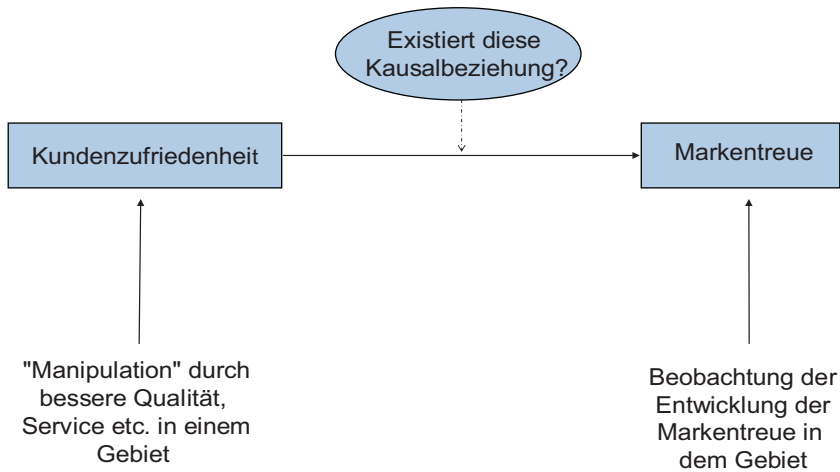 Existiert diese
Kausalbeziehung?
Kundenzufriedenheit
Markentreue
"Manipulation" durch
bessere Qualität,
Service etc. in einem
Gebiet
Beobachtung der
Entwicklung der
Markentreue in
dem Gebiet